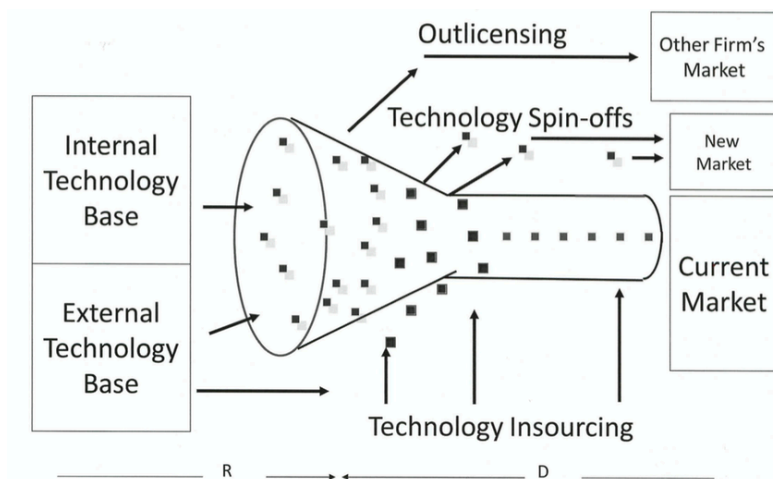 Outlicensing
Other Firm's
Market
Technology Spin-offs
New
Market
Internal
Technology
Base
External
Technology
Base
Current
Market
Technology Insourcing
R
D